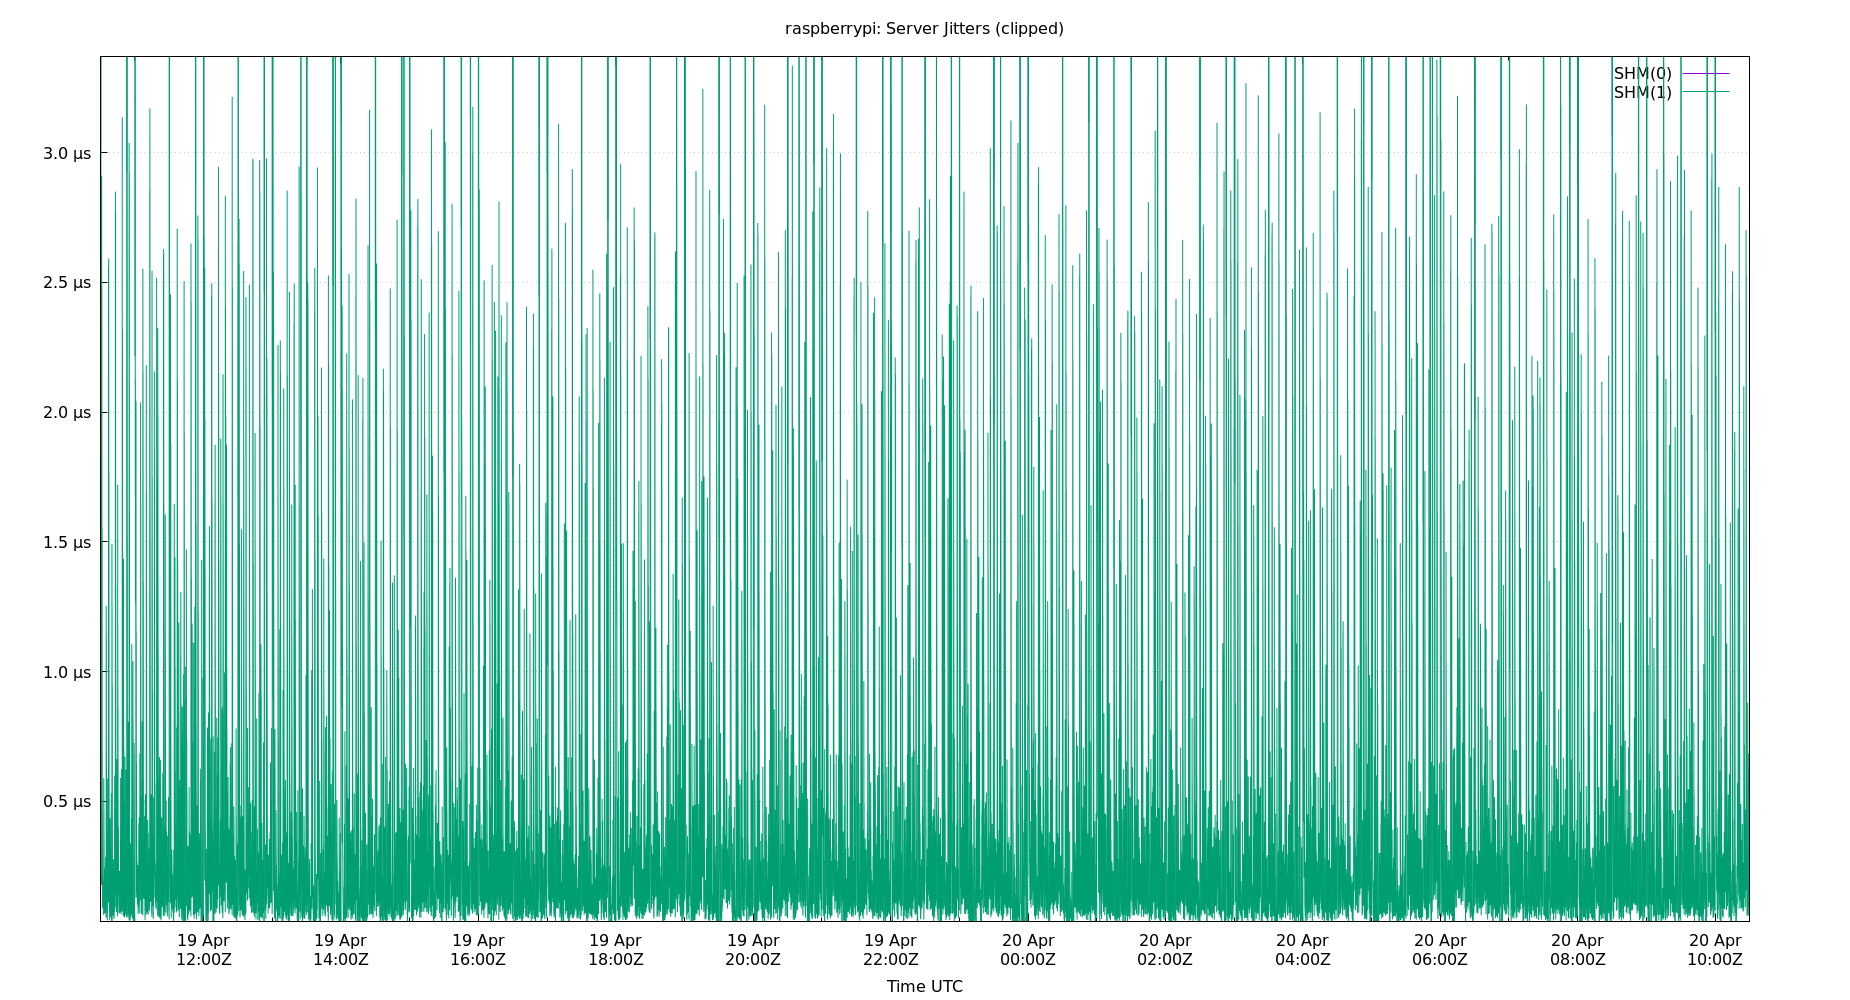 raspberrypi: Server Jitters (clipped)
SHM(0)
SHM(1)
3.0 µs
2.5 µs
2.0 µs
1.5 µs
1.0 µs
0.5 µs
19 Apr 19 Apr 19 Apr 19 Apr 19 Apr 19 Apr 20 Apr 20 Apr 20 Apr 20 Apr 20 Apr 20 Apr
12:00Z 14:00Z 16:00Z 18:00Z 20:00Z 22:00Z 00:00Z 02:00Z 04:00Z 06:00Z 08:00Z 10:00Z
Time UTC